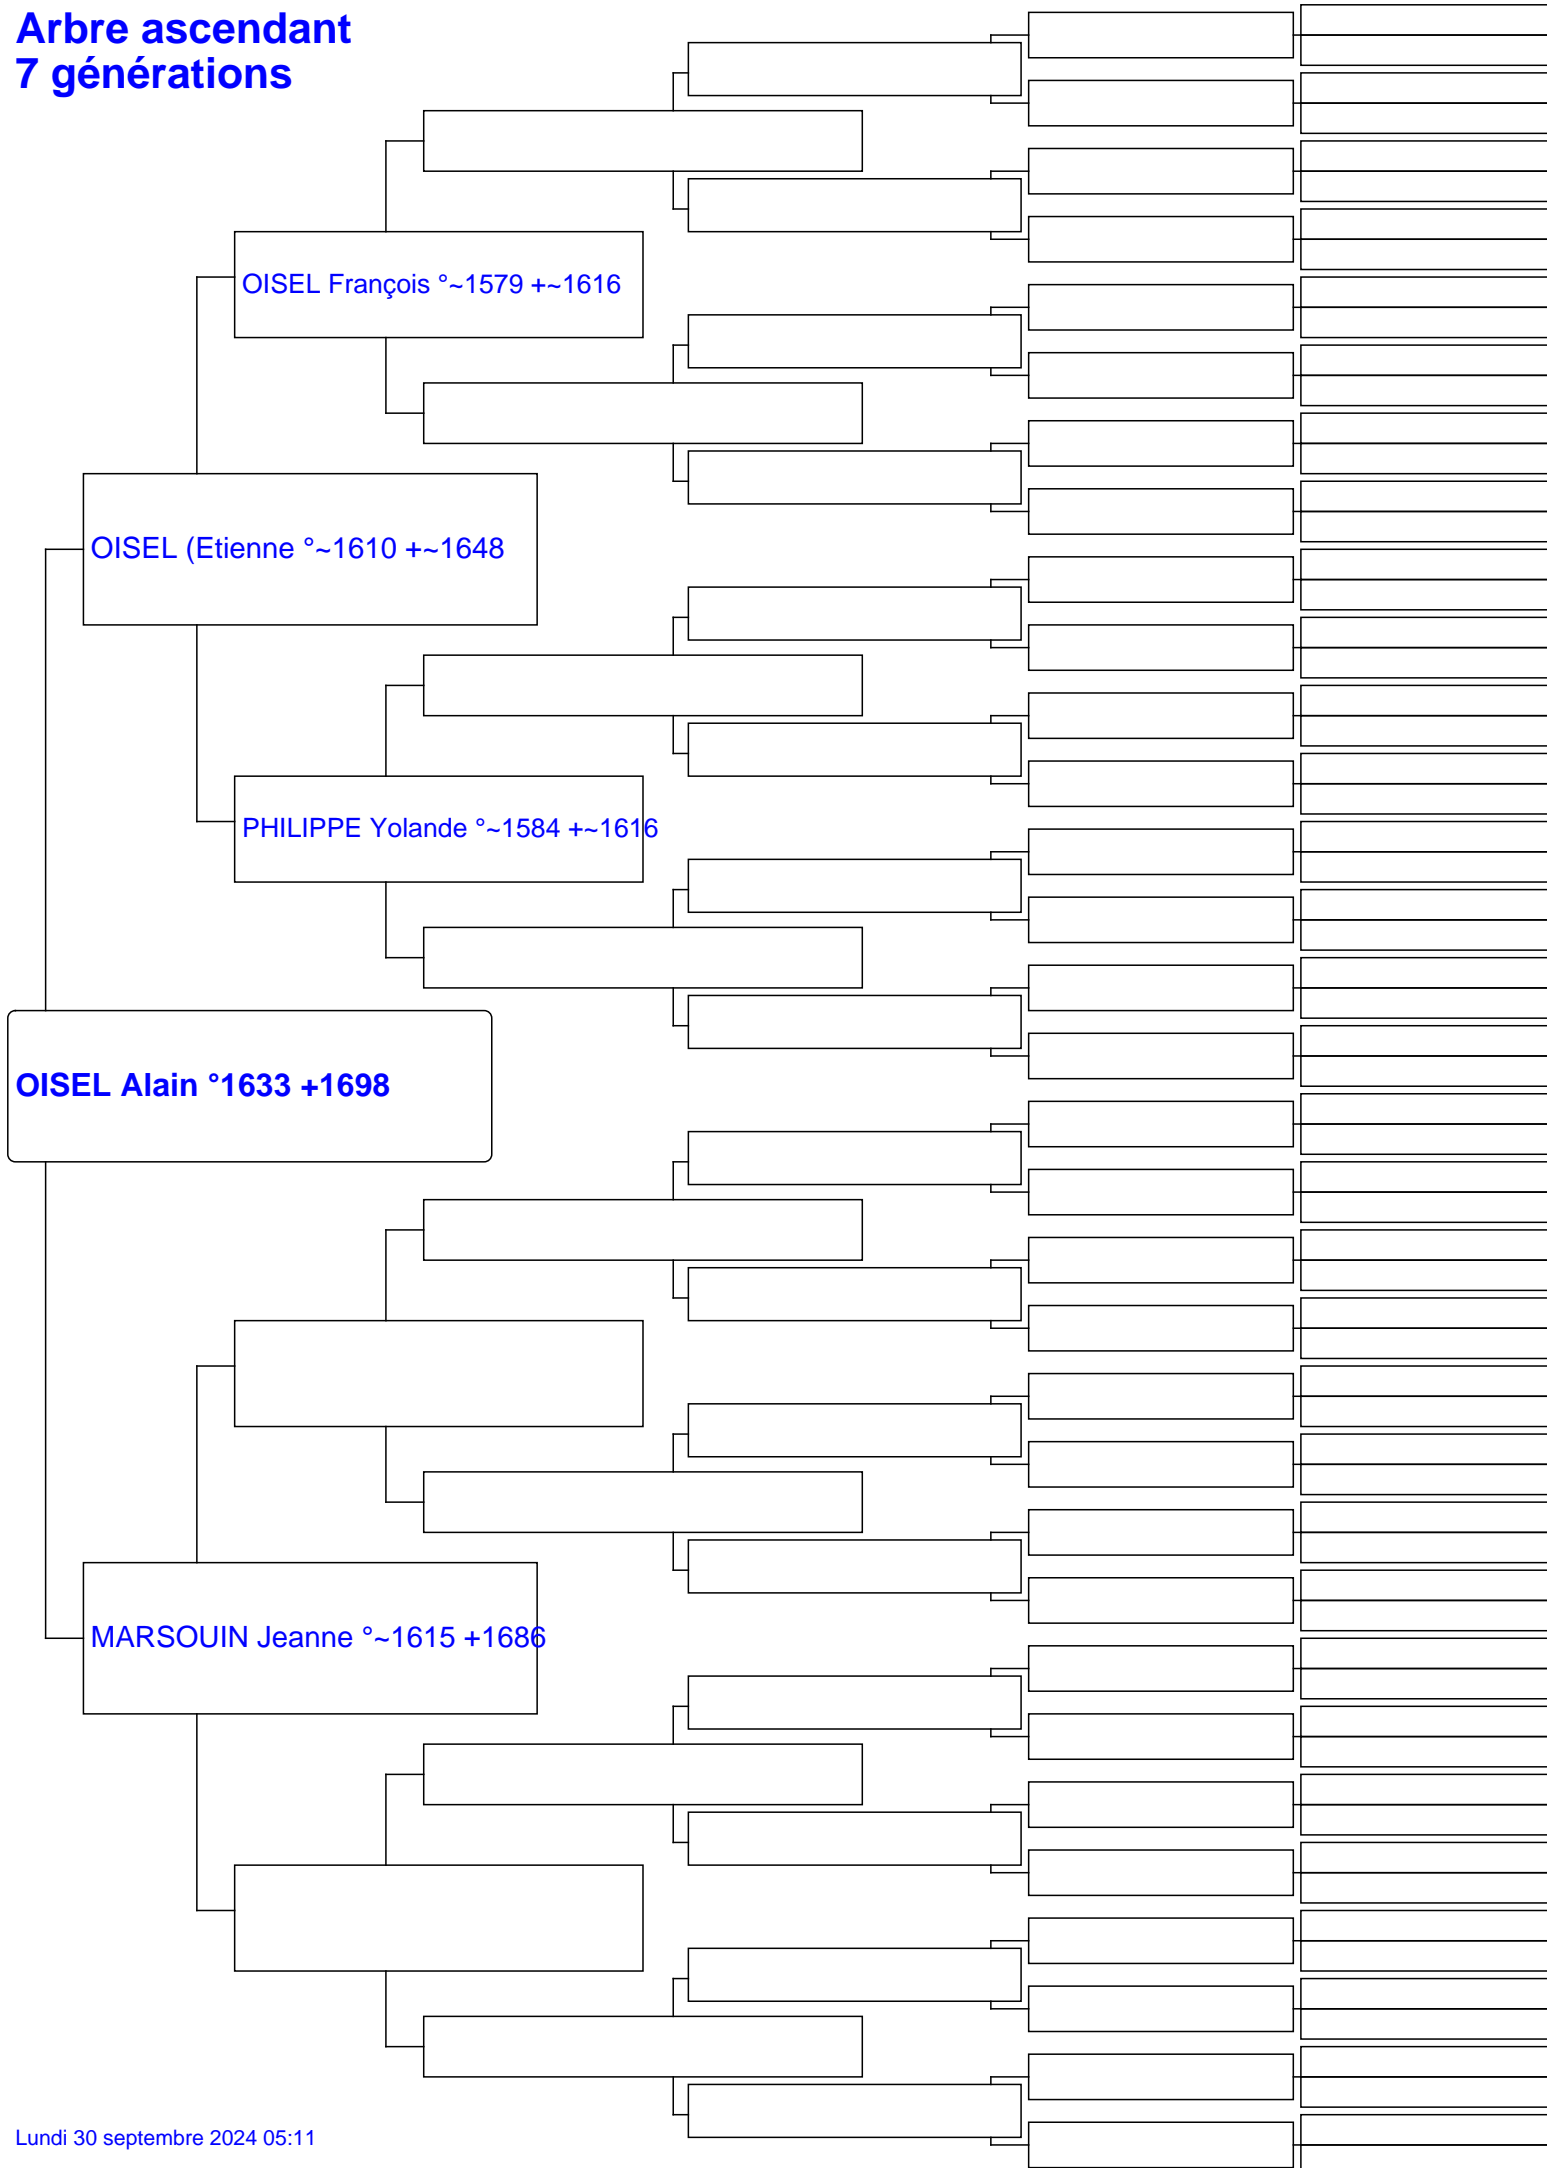 Arbre ascendant
7 générations
OISEL François °~1579 +~1616
OISEL (Etienne °~1610 +~1648
PHILIPPE Yolande °~1584 +~1616
OISEL Alain °1633 +1698
MARSOUIN Jeanne °~1615 +1686
Lundi 30 septembre 2024 05:11